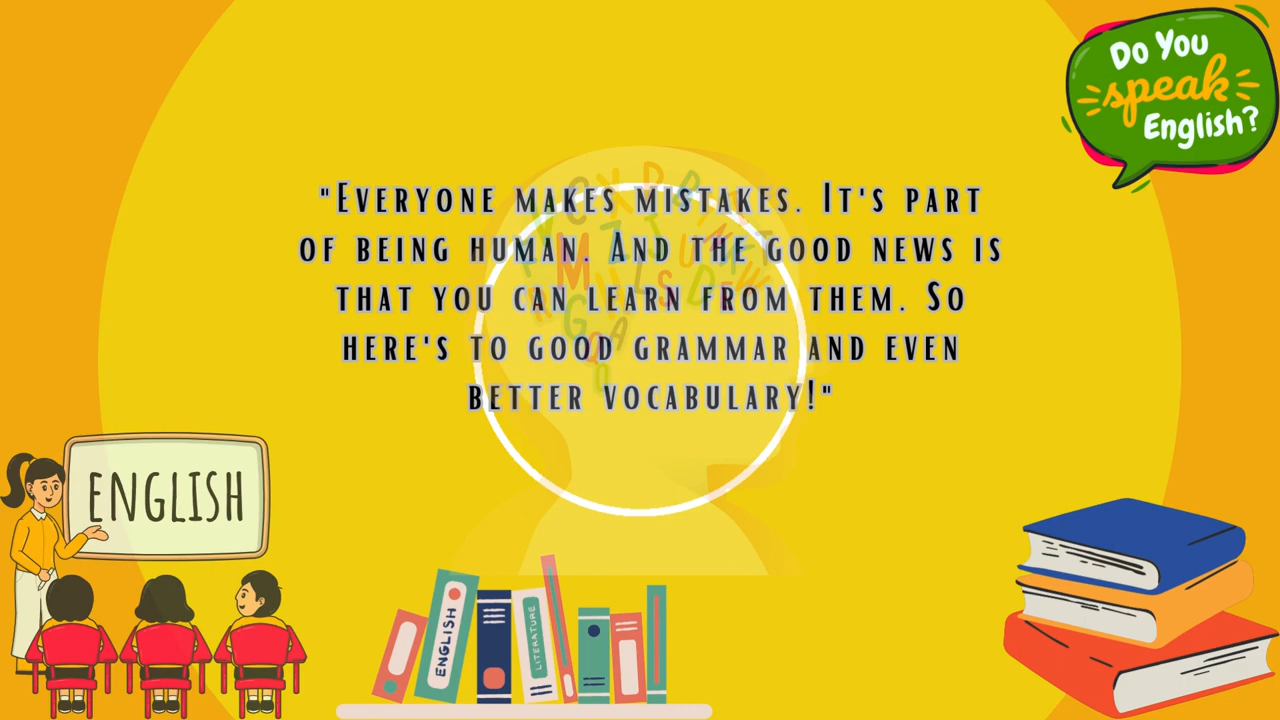 Do You
speak
English?
"EVERYONE MAKES MISTAKES. IT'S PART
OF BEING HUMAN. AND THE GOOD NEWS IS
THAT YOU CAN LEARN FROM THEM. SO
HERE'S TO GOOD GRAMMAR AND EVEN
BETTER VOCABULARY!"
ENGLISH
ENGLISH
LITERATURE